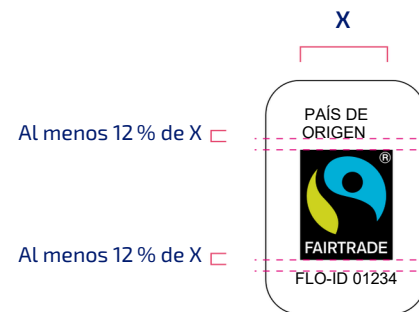 X
PAÍS DE
ORIGEN
Al menos 12 % de X
®
FAIRTRADE
Al menos 12 % de X
FLO-ID 01234